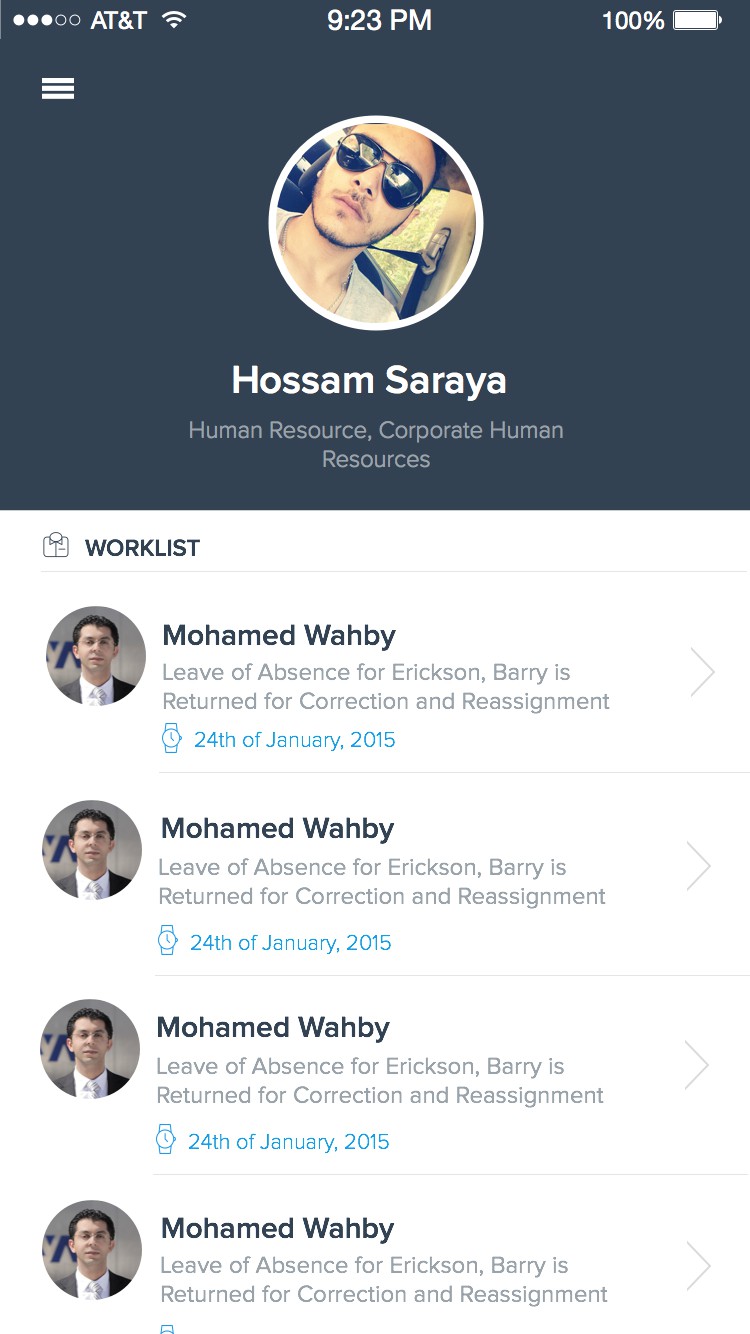 AT&T 9:23 PM 100%
Hossam Saraya
Human Resource, Corporate Human
Resources
WORKLIST
Mohamed Wahby
Leave of Absence for Erickson, Barry is
Returned for Correction and Reassignment
24th of January, 2015
Mohamed Wahby
Leave of Absence for Erickson, Barry is
Returned for Correction and Reassignment
24th of January, 2015
Mohamed Wahby
Leave of Absence for Erickson, Barry is
Returned for Correction and Reassignment
24th of January, 2015
Mohamed Wahby
Leave of Absence for Erickson, Barry is
Returned for Correction and Reassignment